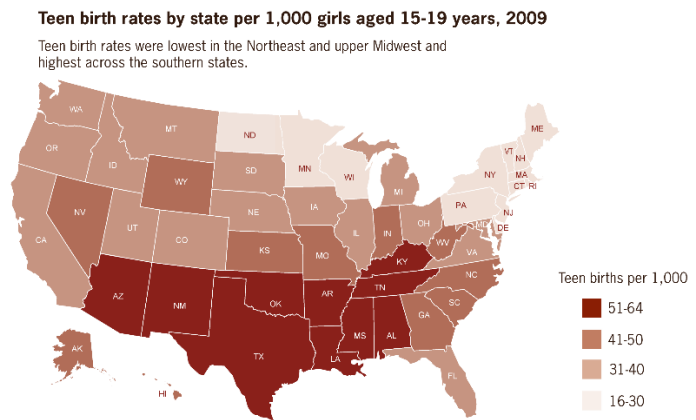 Teen birth rates by state per 1,000 girls aged 15-19 years, 2009
Teen birth rates were lowest in the Northeast and upper Midwest and
highest across the southern states.
WA
MT
ND
MN
ME
OR
ID
SD
WI
VT
NH
NY
MA
CT RI
WY
MI
PA
NJ
NV
UT
NE
IA
IL
IN
OH
MD
DE
CA
CO
KS
MO
WV
VA
KY
NC
TN
AZ
NM
OK
AR
SC
MS
AL
GA
TX
LA
FL
AK
HI
Teen births per 1,000
51-64
41-50
31-40
16-30